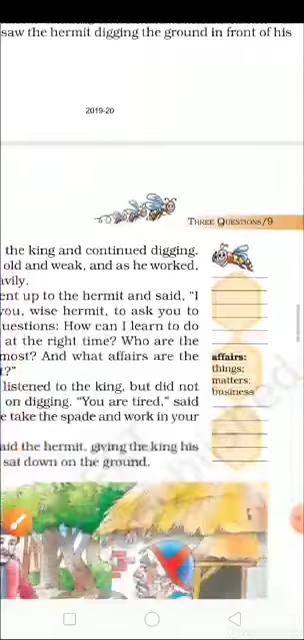 saw the hermit digging the ground in front of his
2019-20
THREE QUESTIONS/9
the king and continued digging.
old and weak, and as he worked,
avily.
ent up to the hermit and said, "I
you, wise hermit, to ask you to
uestions: How can I learn to do
at the right time? Who are the
most? And what affairs are the
t?"
listened to the king, but did not
on digging. "You are tired," said
e take the spade and work in your
aid the hermit, giving the king his
sat down on the ground.
affairs:
things;
matters;
business